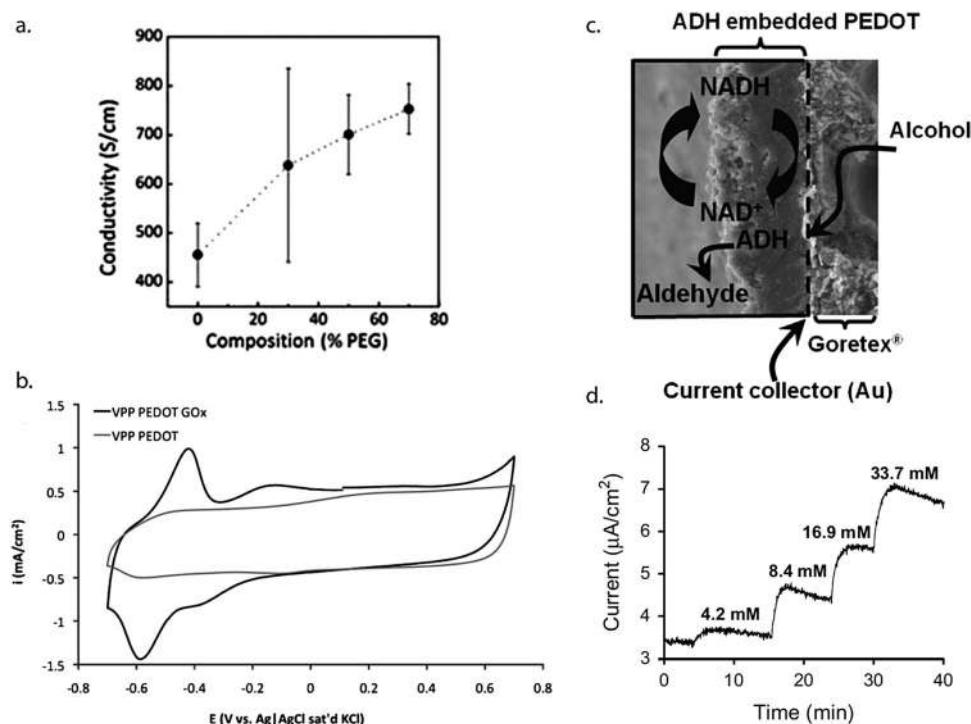 a.
900
800
700
600
500
400
Conductivity (S/cm)
0 20 40 60 80
Composition (% PEG)
b.
VPP PEDOT GOx
VPP PEDOT
1.5
1
0.5
0
-0.5
-1
-1.5
i (mA/cm²)
-0.8 -0.6 -0.4 -0.2 0 0.2 0.4 0.6 0.8
E (V vs. Ag|AgCl sat'd KCl)
c.
ADH embedded PEDOT
NADH
Alcohol
NAD⁺
ADH
Aldehyde
Goretex®
Current collector (Au)
d.
8
7
6
5
4
3
Current (µA/cm²)
33.7 mM
16.9 mM
8.4 mM
4.2 mM
0 10 20 30 40
Time (min)